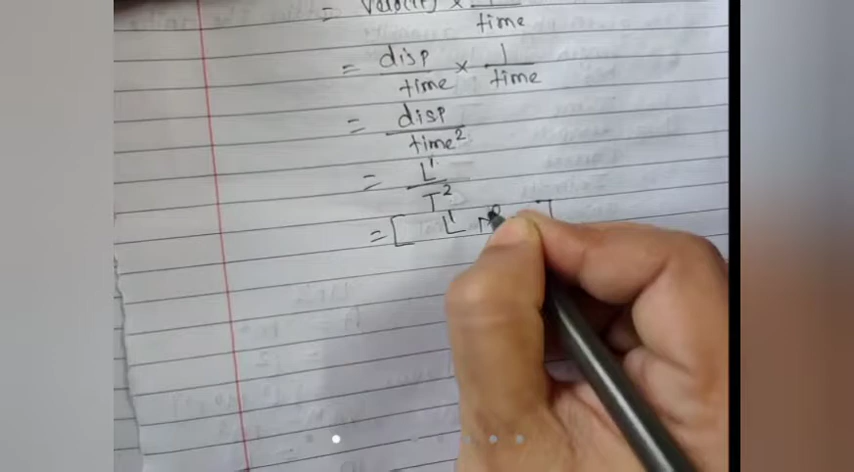 = Velocity × 1/time
= disp/time × 1/time
= disp/time²
= L¹/T²
= [ L¹ M⁰ ]